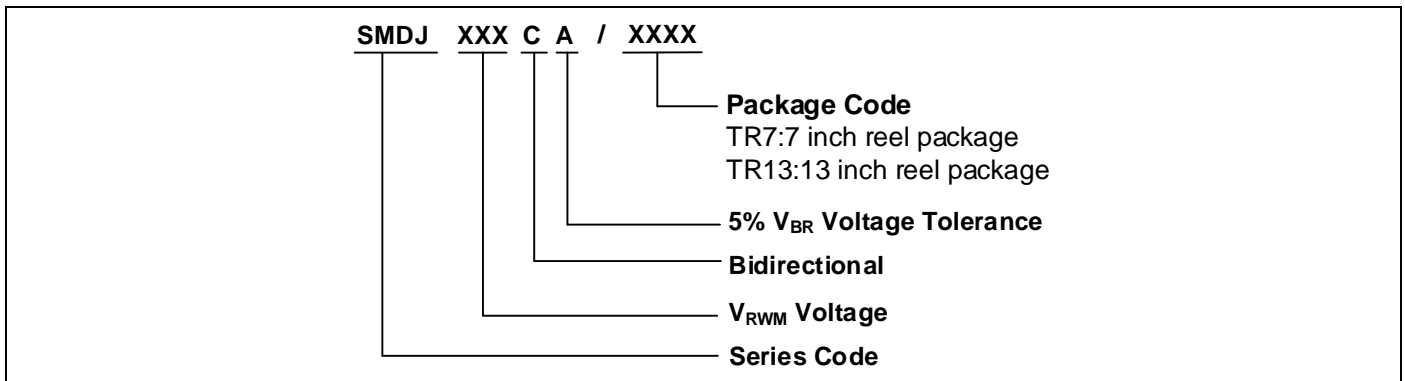 SMDJ XXX C A / XXXX
Package Code
TR7:7 inch reel package
TR13:13 inch reel package
5% VBR Voltage Tolerance
Bidirectional
VRWM Voltage
Series Code